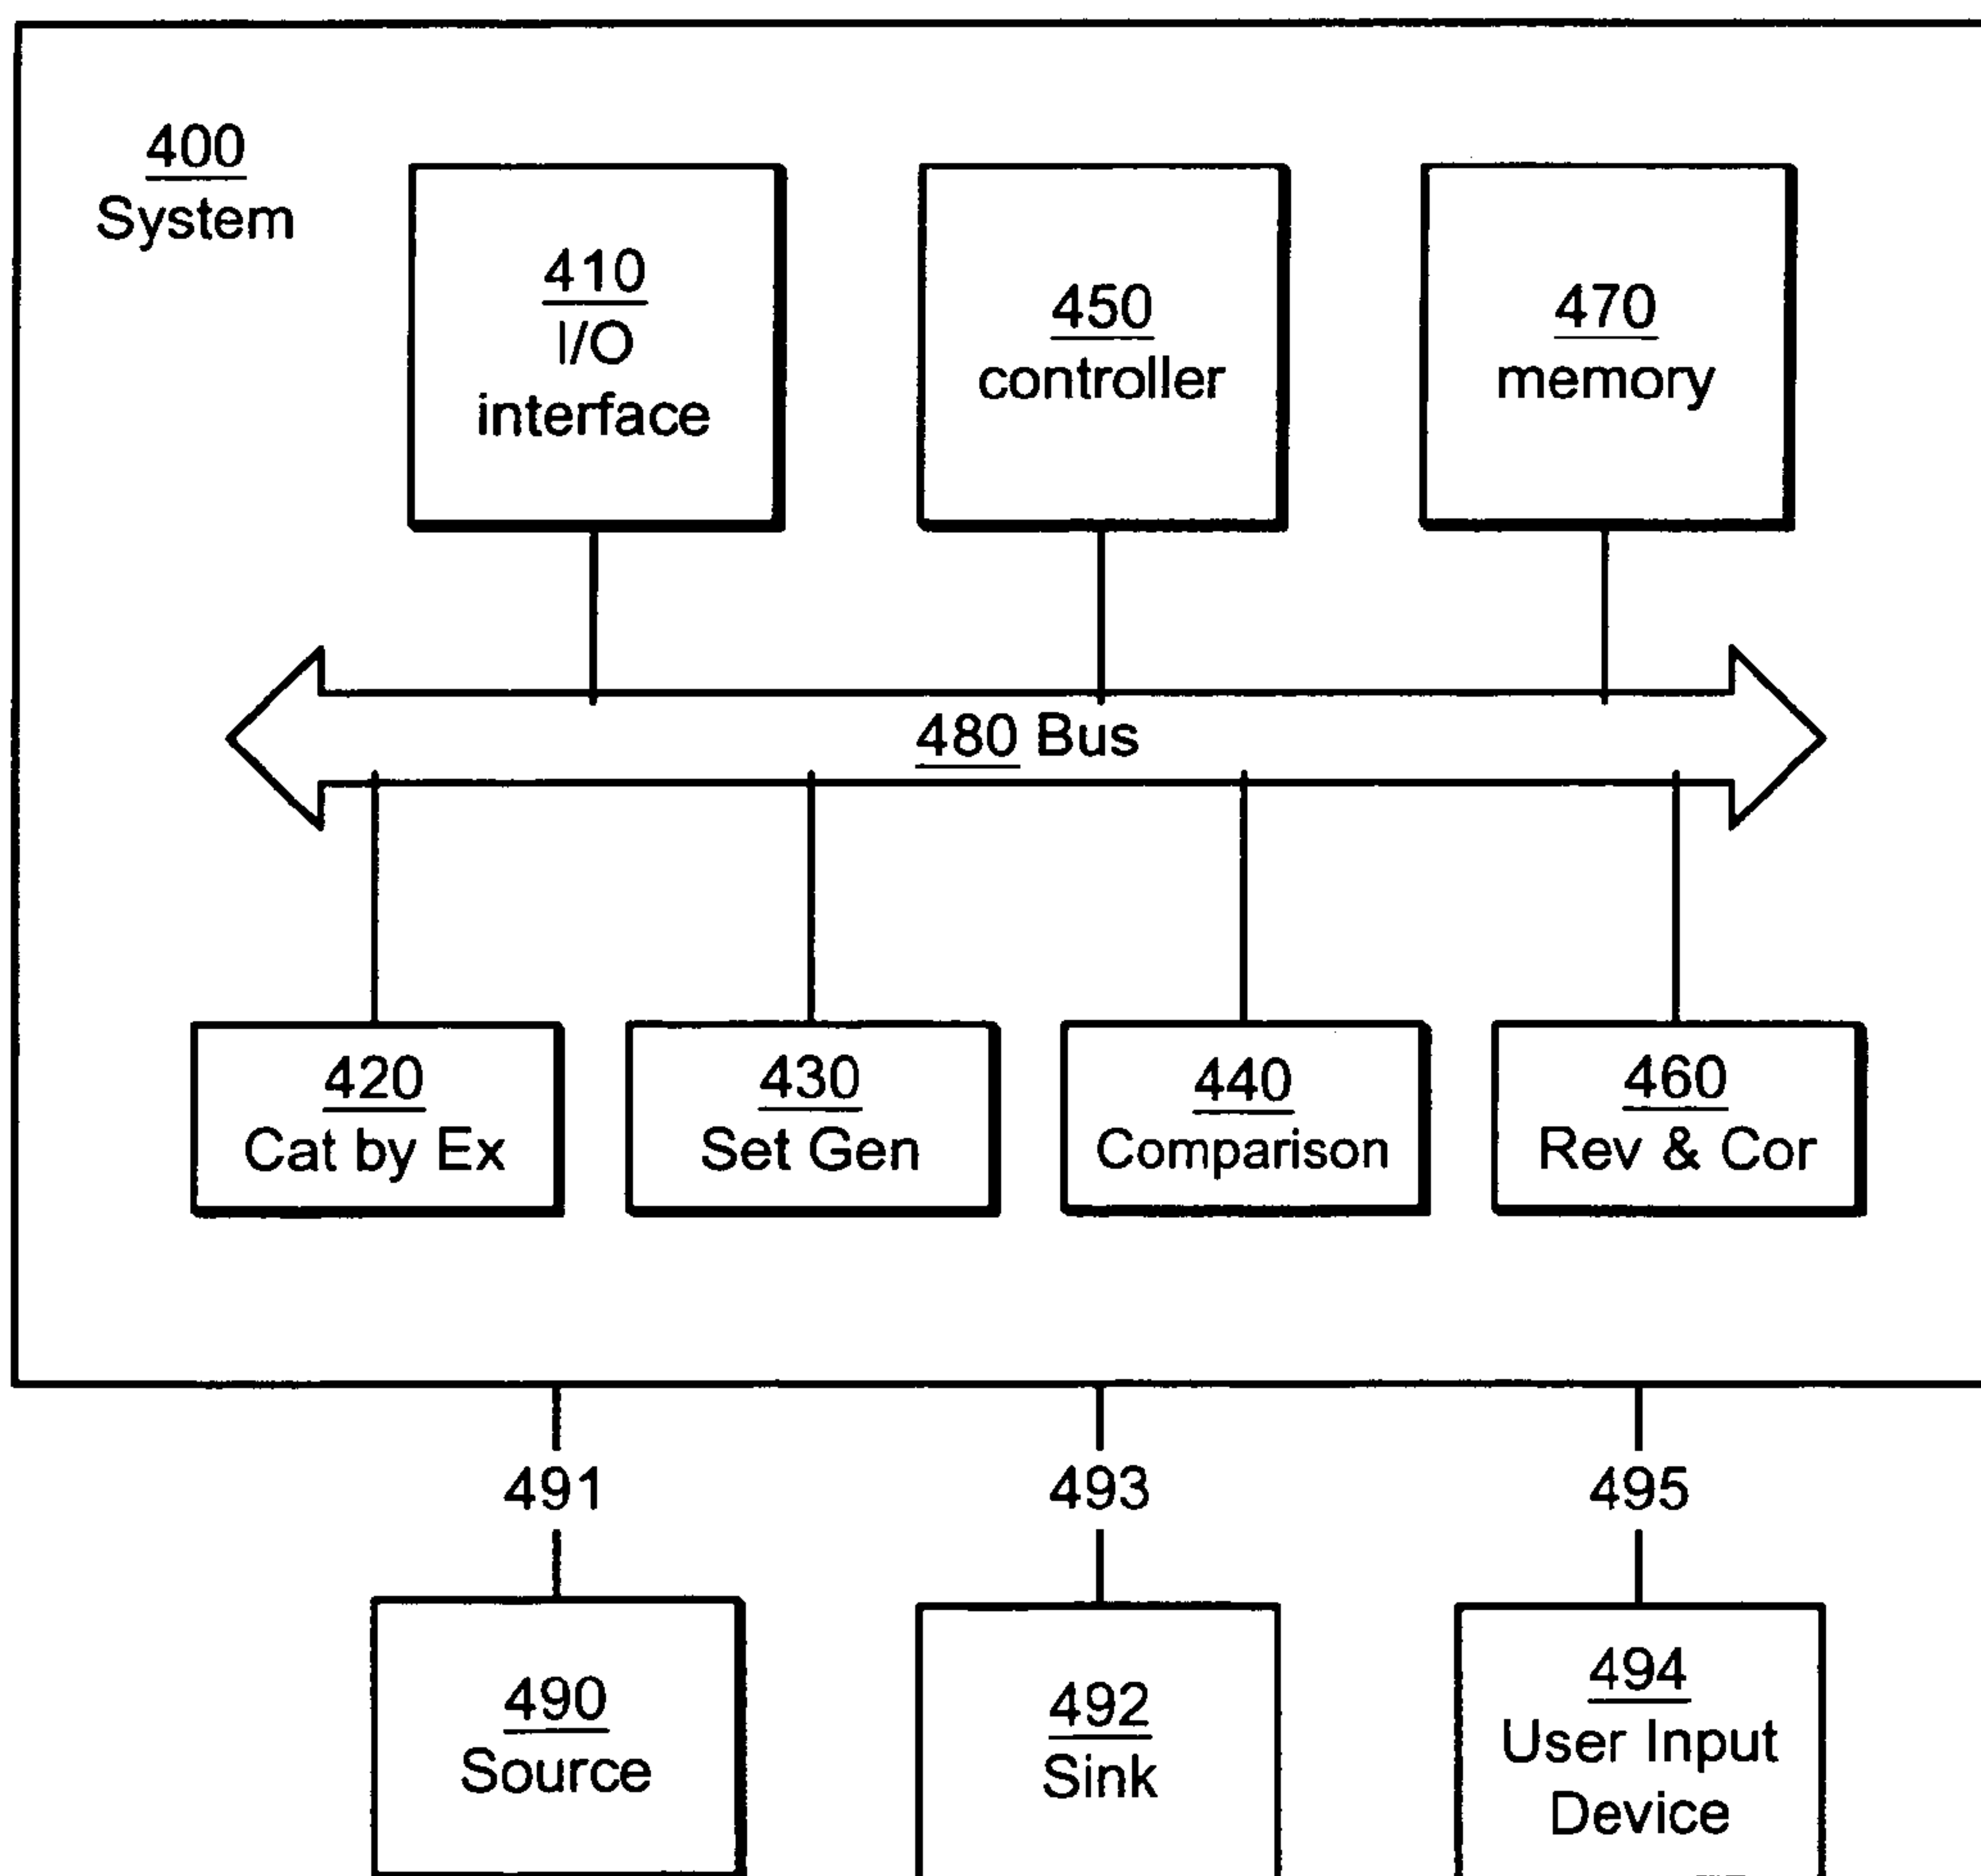 400
System
410
I/O
interface
450
controller
470
memory
480 Bus
420
Cat by Ex
430
Set Gen
440
Comparison
460
Rev & Cor
491
493
495
490
Source
492
Sink
494
User Input
Device